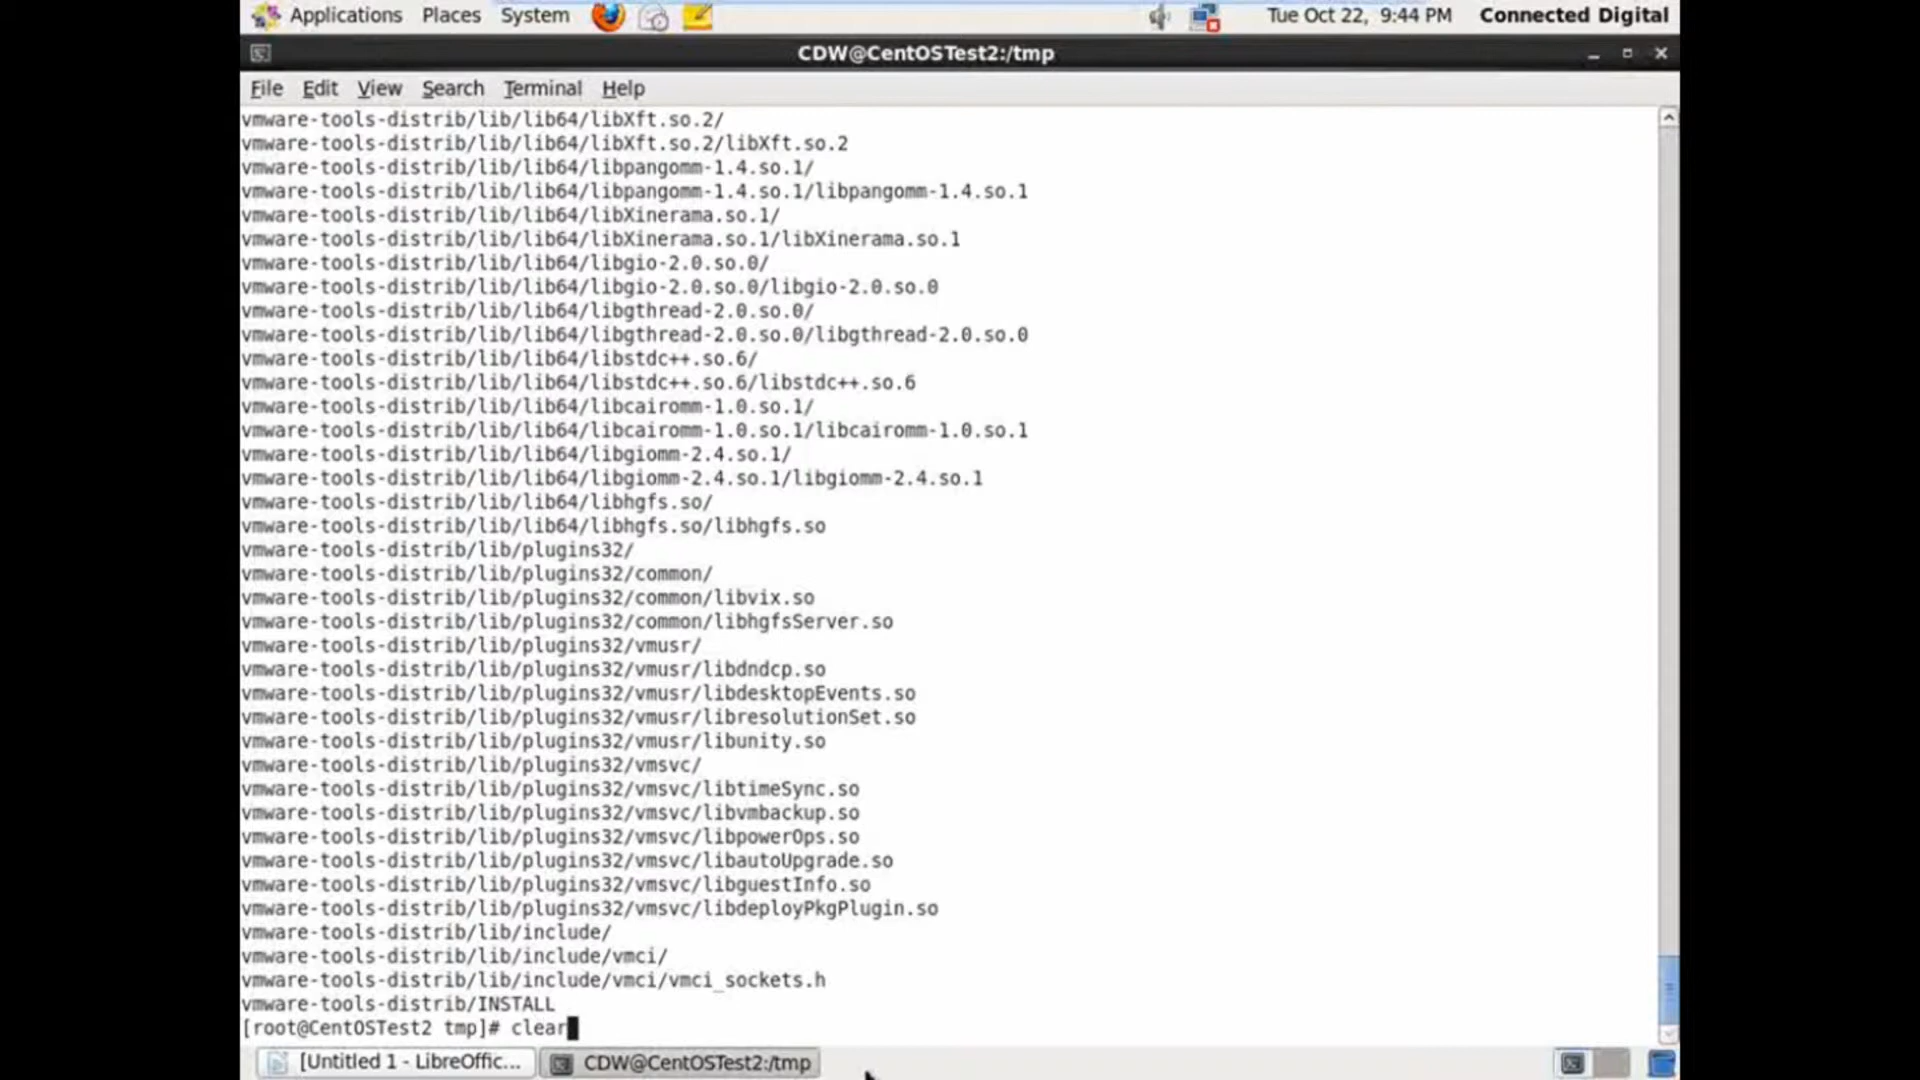 Applications Places System Tue Oct 22, 9:44 PM Connected Digital
CDW@CentOSTest2:/tmp
File Edit View Search Terminal Help
vmware-tools-distrib/lib/lib64/libXft.so.2/
vmware-tools-distrib/lib/lib64/libXft.so.2/libXft.so.2
vmware-tools-distrib/lib/lib64/libpangomm-1.4.so.1/
vmware-tools-distrib/lib/lib64/libpangomm-1.4.so.1/libpangomm-1.4.so.1
vmware-tools-distrib/lib/lib64/libXinerama.so.1/
vmware-tools-distrib/lib/lib64/libXinerama.so.1/libXinerama.so.1
vmware-tools-distrib/lib/lib64/libgio-2.0.so.0/
vmware-tools-distrib/lib/lib64/libgio-2.0.so.0/libgio-2.0.so.0
vmware-tools-distrib/lib/lib64/libgthread-2.0.so.0/
vmware-tools-distrib/lib/lib64/libgthread-2.0.so.0/libgthread-2.0.so.0
vmware-tools-distrib/lib/lib64/libstdc++.so.6/
vmware-tools-distrib/lib/lib64/libstdc++.so.6/libstdc++.so.6
vmware-tools-distrib/lib/lib64/libcairomm-1.0.so.1/
vmware-tools-distrib/lib/lib64/libcairomm-1.0.so.1/libcairomm-1.0.so.1
vmware-tools-distrib/lib/lib64/libgiomm-2.4.so.1/
vmware-tools-distrib/lib/lib64/libgiomm-2.4.so.1/libgiomm-2.4.so.1
vmware-tools-distrib/lib/lib64/libhgfs.so/
vmware-tools-distrib/lib/lib64/libhgfs.so/libhgfs.so
vmware-tools-distrib/lib/plugins32/
vmware-tools-distrib/lib/plugins32/common/
vmware-tools-distrib/lib/plugins32/common/libvix.so
vmware-tools-distrib/lib/plugins32/common/libhgfsServer.so
vmware-tools-distrib/lib/plugins32/vmusr/
vmware-tools-distrib/lib/plugins32/vmusr/libdndcp.so
vmware-tools-distrib/lib/plugins32/vmusr/libdesktopEvents.so
vmware-tools-distrib/lib/plugins32/vmusr/libresolutionSet.so
vmware-tools-distrib/lib/plugins32/vmusr/libunity.so
vmware-tools-distrib/lib/plugins32/vmsvc/
vmware-tools-distrib/lib/plugins32/vmsvc/libtimeSync.so
vmware-tools-distrib/lib/plugins32/vmsvc/libvmbackup.so
vmware-tools-distrib/lib/plugins32/vmsvc/libpowerOps.so
vmware-tools-distrib/lib/plugins32/vmsvc/libautoUpgrade.so
vmware-tools-distrib/lib/plugins32/vmsvc/libguestInfo.so
vmware-tools-distrib/lib/plugins32/vmsvc/libdeployPkgPlugin.so
vmware-tools-distrib/lib/include/
vmware-tools-distrib/lib/include/vmci/
vmware-tools-distrib/lib/include/vmci/vmci_sockets.h
vmware-tools-distrib/INSTALL
[root@CentOSTest2 tmp]# clear
[Untitled 1 - LibreOffic... CDW@CentOSTest2:/tmp